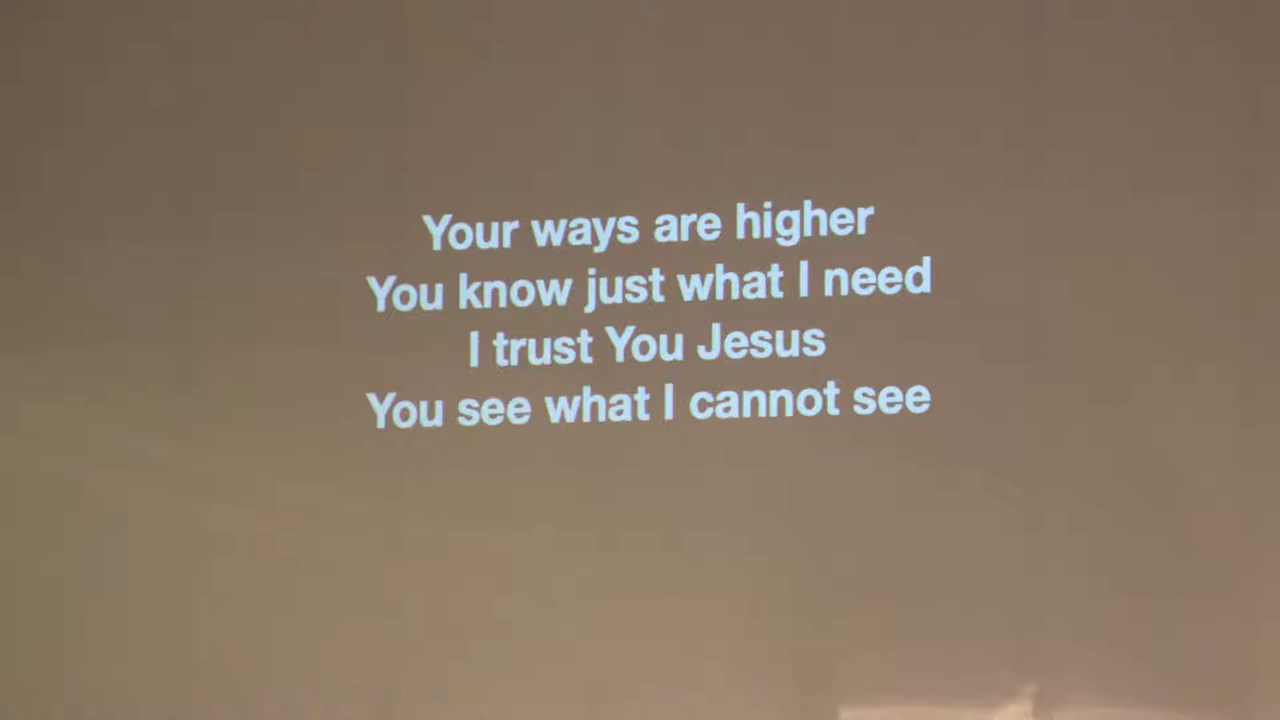 Your ways are higher
You know just what I need
I trust You Jesus
You see what I cannot see